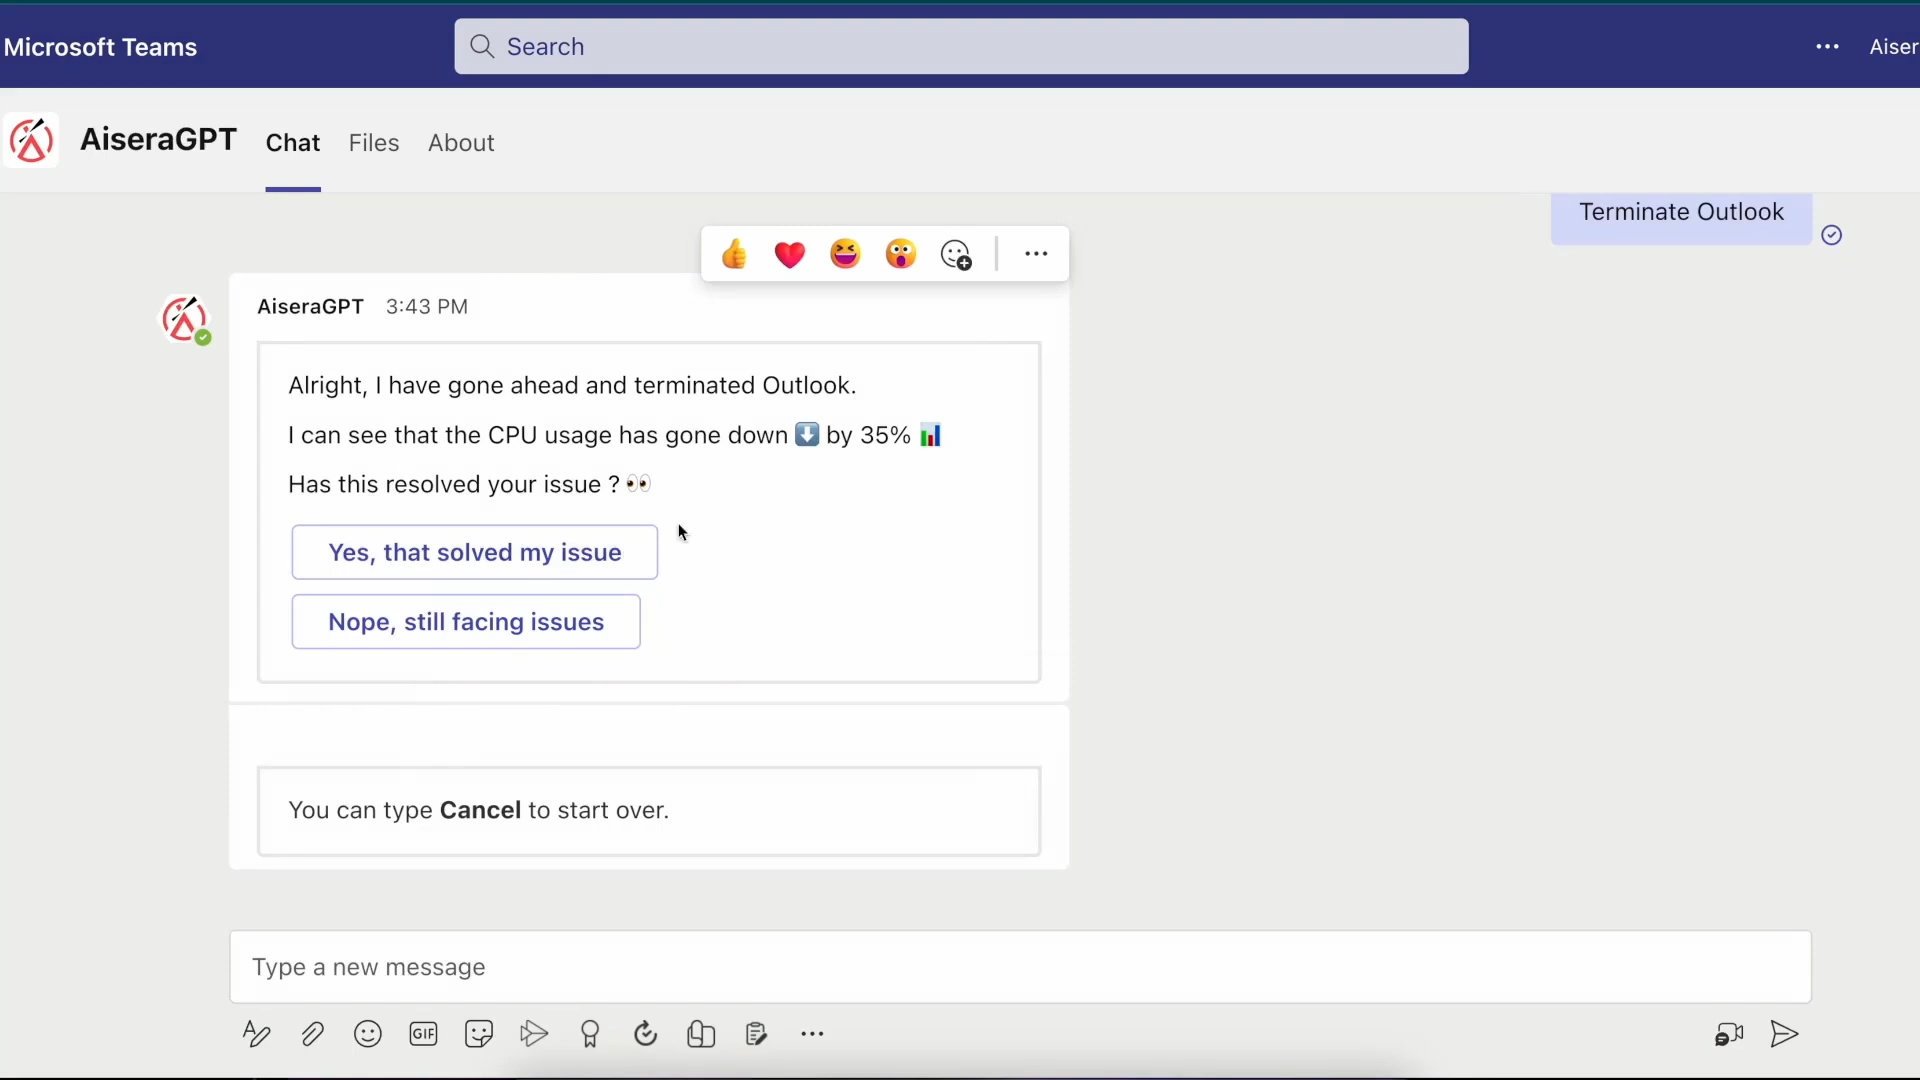 Microsoft Teams
Search
Aiser
AiseraGPT
Chat
Files
About
Terminate Outlook
AiseraGPT 3:43 PM
Alright, I have gone ahead and terminated Outlook.
I can see that the CPU usage has gone down ⬇️ by 35% 📊
Has this resolved your issue ? 👀
Yes, that solved my issue
Nope, still facing issues
You can type Cancel to start over.
Type a new message
GIF